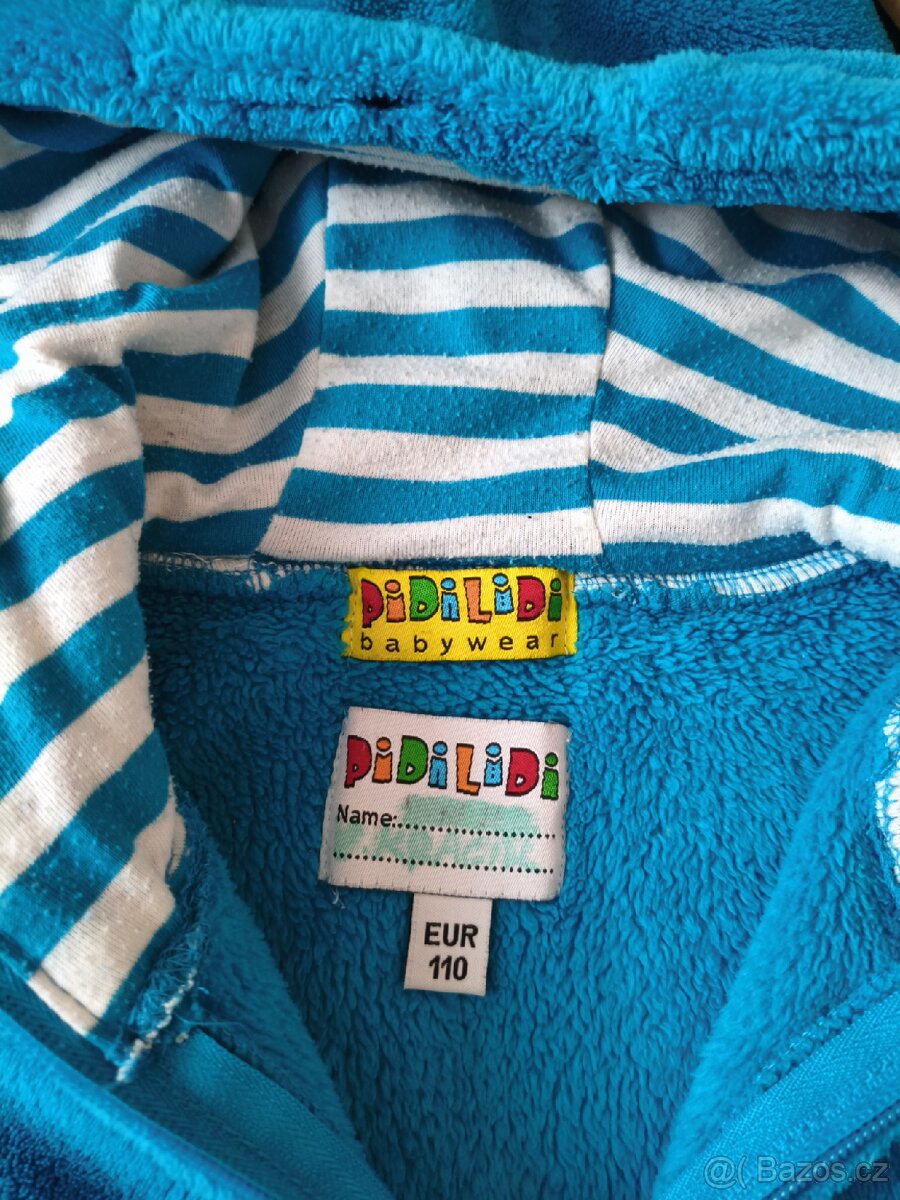 PiDiLiDi
babywear
PiDiLiDi
Name:
EUR
110
@( Bazos.cz